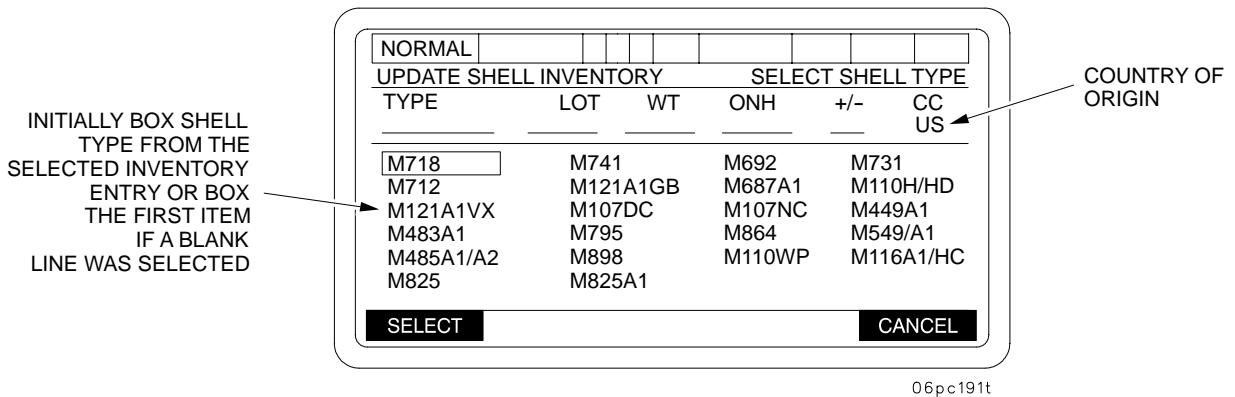 NORMAL
UPDATE SHELL INVENTORY SELECT SHELL TYPE
TYPE LOT WT ONH +/- CC
US
M718 M741 M692 M731
M712 M121A1GB M687A1 M110H/HD
M121A1VX M107DC M107NC M449A1
M483A1 M795 M864 M549/A1
M485A1/A2 M898 M110WP M116A1/HC
M825 M825A1
SELECT CANCEL
INITIALLY BOX SHELL
TYPE FROM THE
SELECTED INVENTORY
ENTRY OR BOX
THE FIRST ITEM
IF A BLANK
LINE WAS SELECTED
COUNTRY OF
ORIGIN
06pc191t